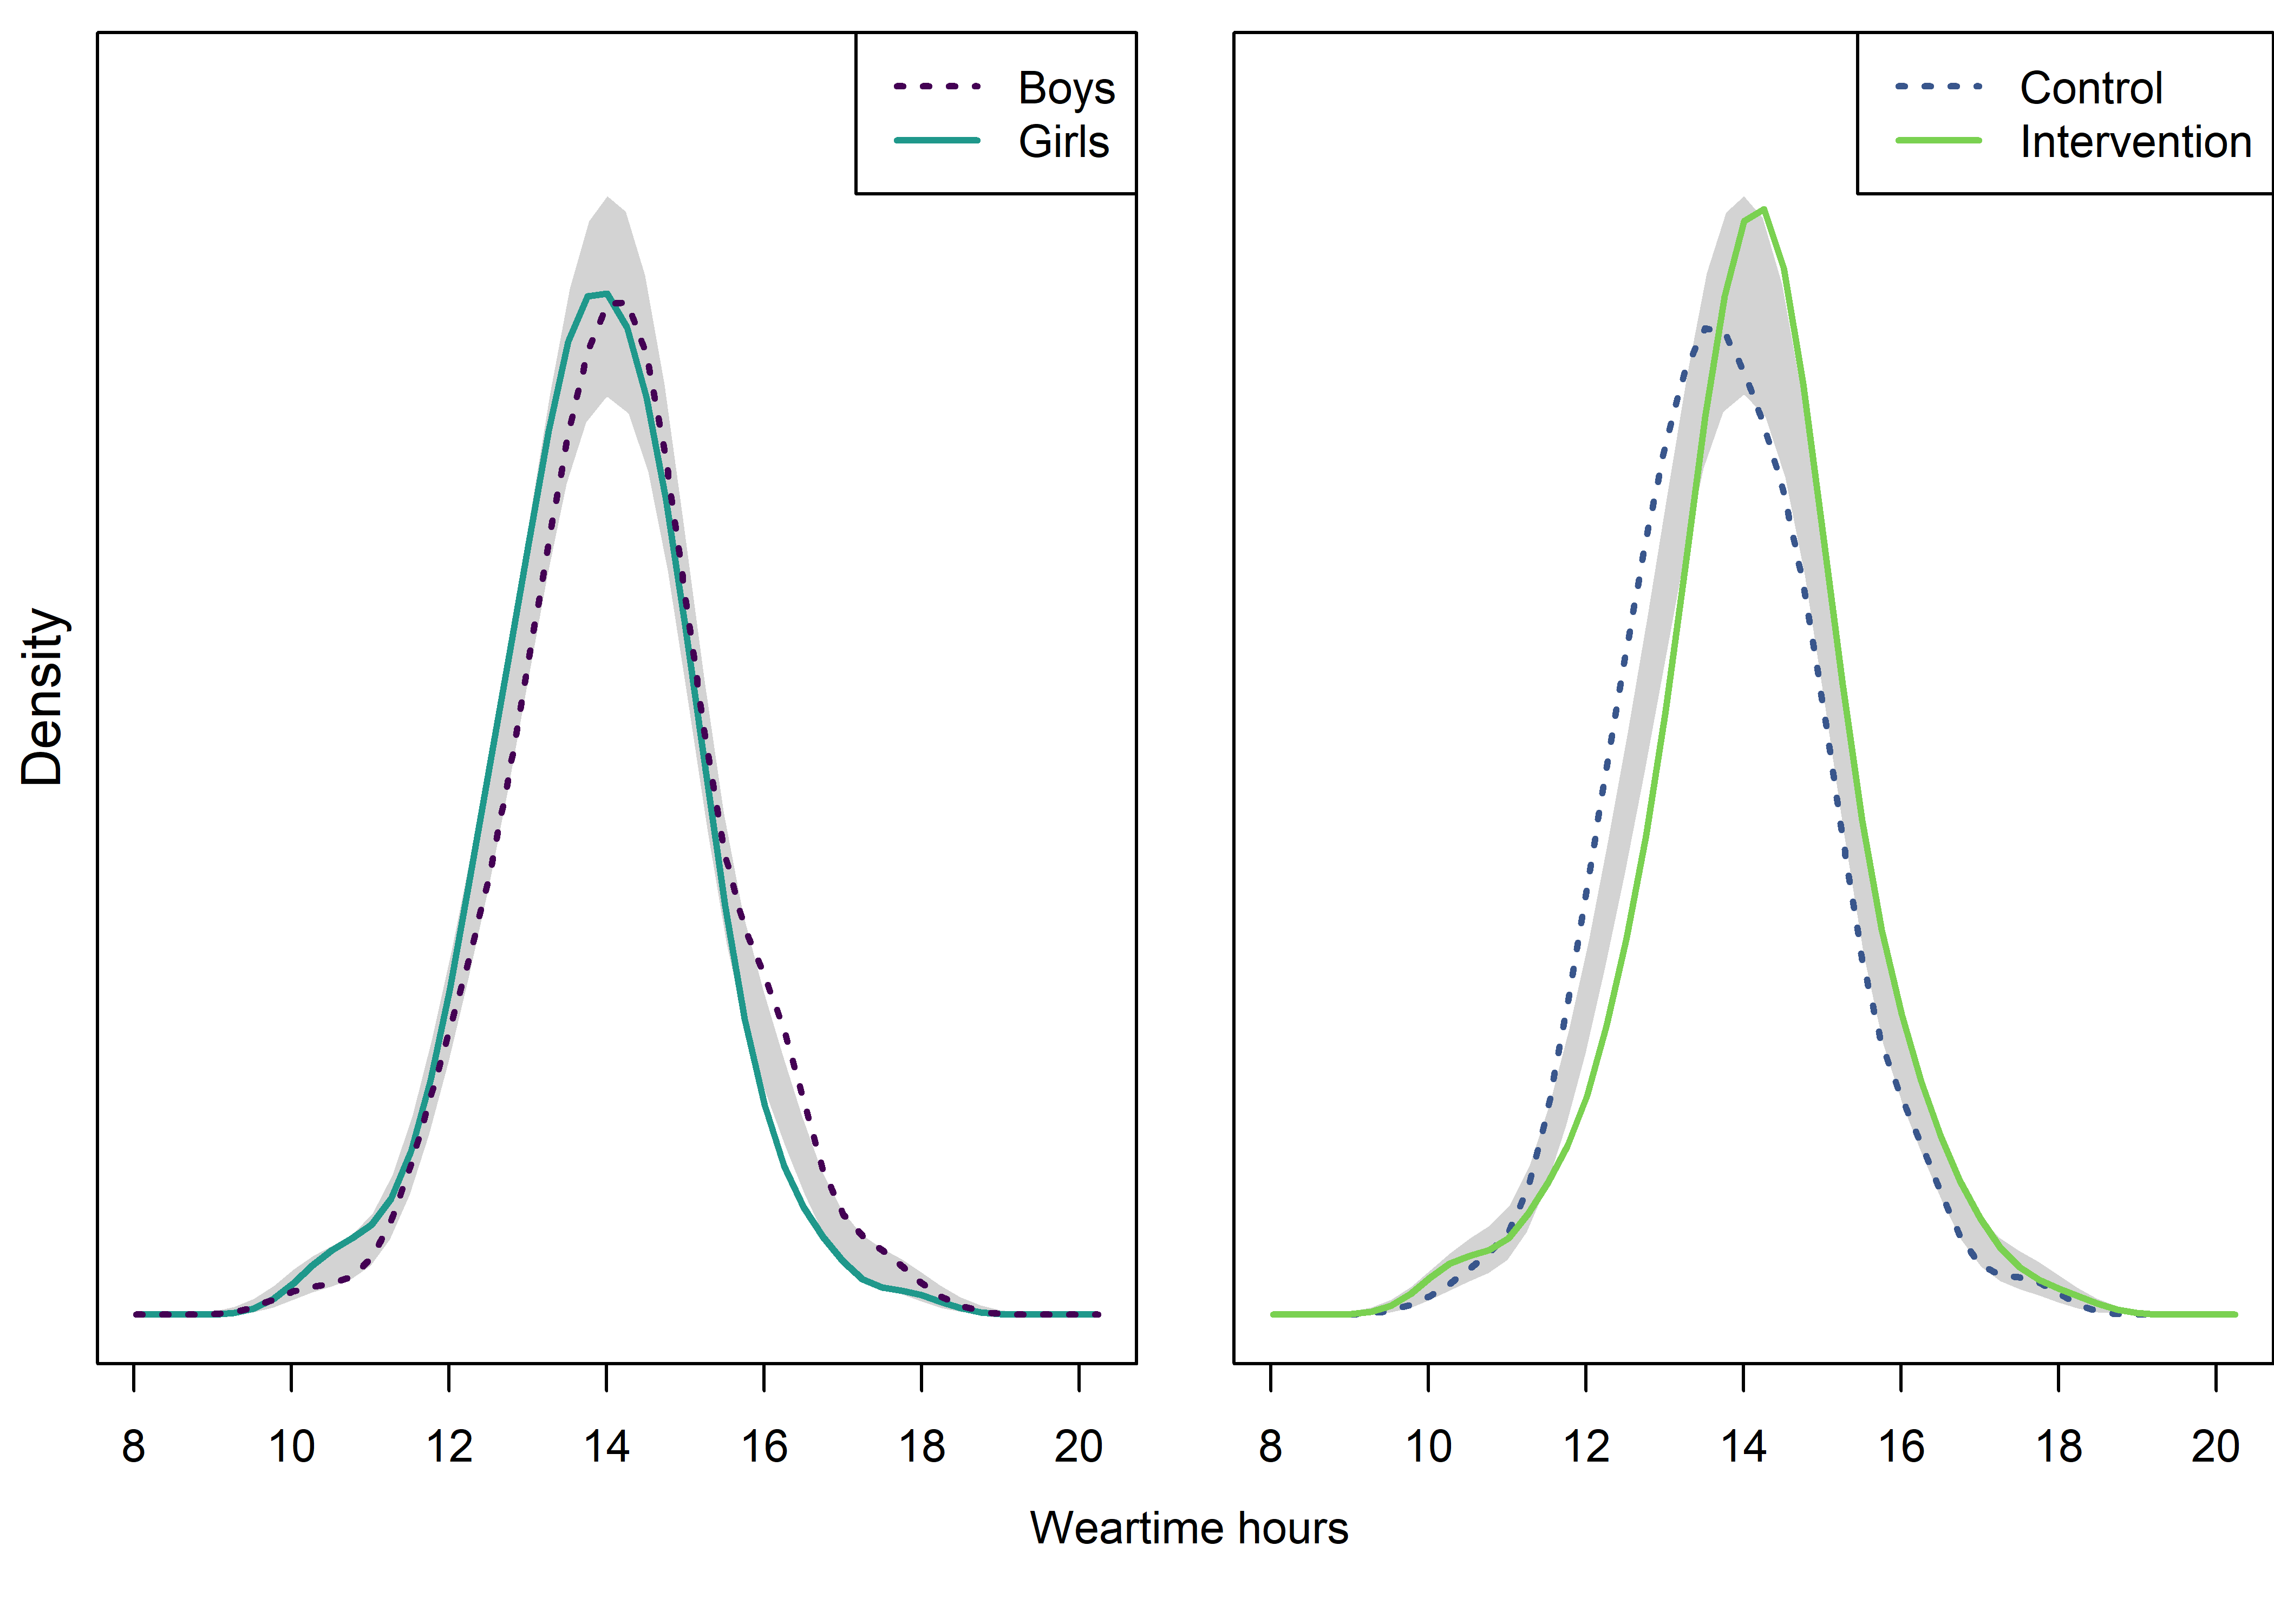 Boys
Girls
Control
Intervention
Density
8 10 12 14 16 18 20
8 10 12 14 16 18 20
Weartime hours